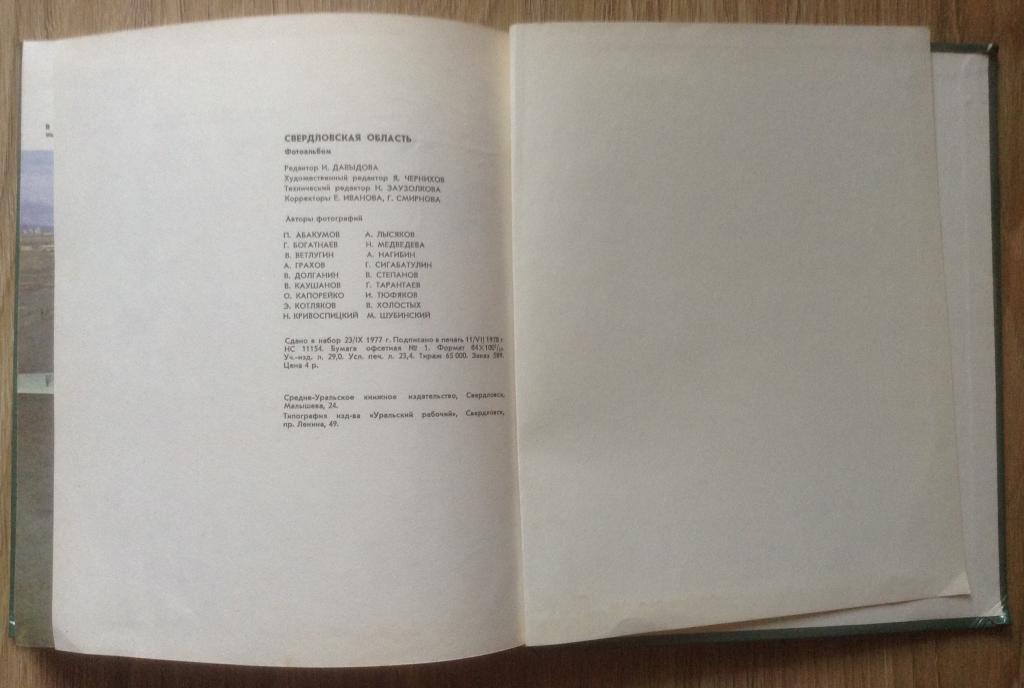 СВЕРДЛОВСКАЯ ОБЛАСТЬ
Фотоальбом
Редактор И. ДАВЫДОВА
Художественный редактор Я. ЧЕРНИХОВ
Технический редактор Н. ЗАУЗОЛКОВА
Корректоры Е. ИВАНОВА, Г. СМИРНОВА
Авторы фотографий
П. АБАКУМОВ
Г. БОГАТНАЕВ
В. ВЕТЛУГИН
А. ГРАХОВ
В. ДОЛГАНИН
В. КАУШАНОВ
О. КАПОРЕЙКО
Э. КОТЛЯКОВ
Н. КРИВОСПИЦКИЙ
А. ЛЫСЯКОВ
Н. МЕДВЕДЕВА
А. НАГИБИН
Г. СИГАБАТУЛИН
В. СТЕПАНОВ
Г. ТАРАНТАЕВ
И. ТЮФЯКОВ
В. ХОЛОСТЫХ
М. ШУБИНСКИЙ
Сдано в набор 23/IX 1977 г. Подписано в печать 11/VII 1978 г.
НС 11154. Бумага офсетная № 1. Формат
Уч.-изд. л. 29,0. Усл. печ. л. 23,4. Тираж 65 000. Заказ 589.
Цена 4 р.
Средне-Уральское книжное издательство, Свердловск,
Малышева, 24.
Типография изд-ва «Уральский рабочий», Свердловск,
пр. Ленина, 49.